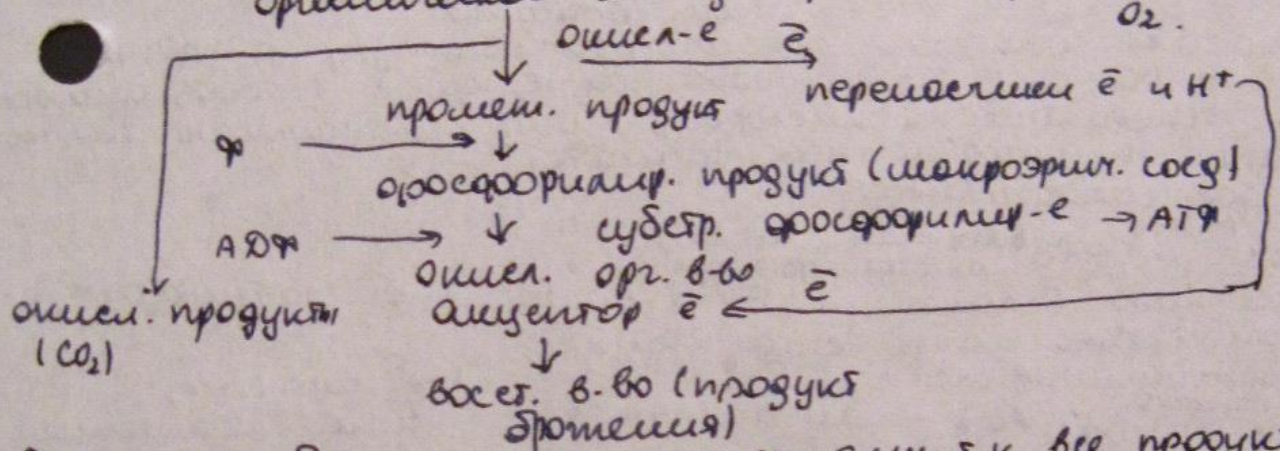 O₂.
окисл-е ē
переносчики ē и H⁺
промеж. продукт
Ф
фосфорилир. продукт (макроэргич. соед)
субстр. фосфорилир-е → АТФ
АДФ
окисл. орг. в-во ē
окисл. продукты акцептор ē
(CO₂)
восст. в-во (продукт
брожения)
все